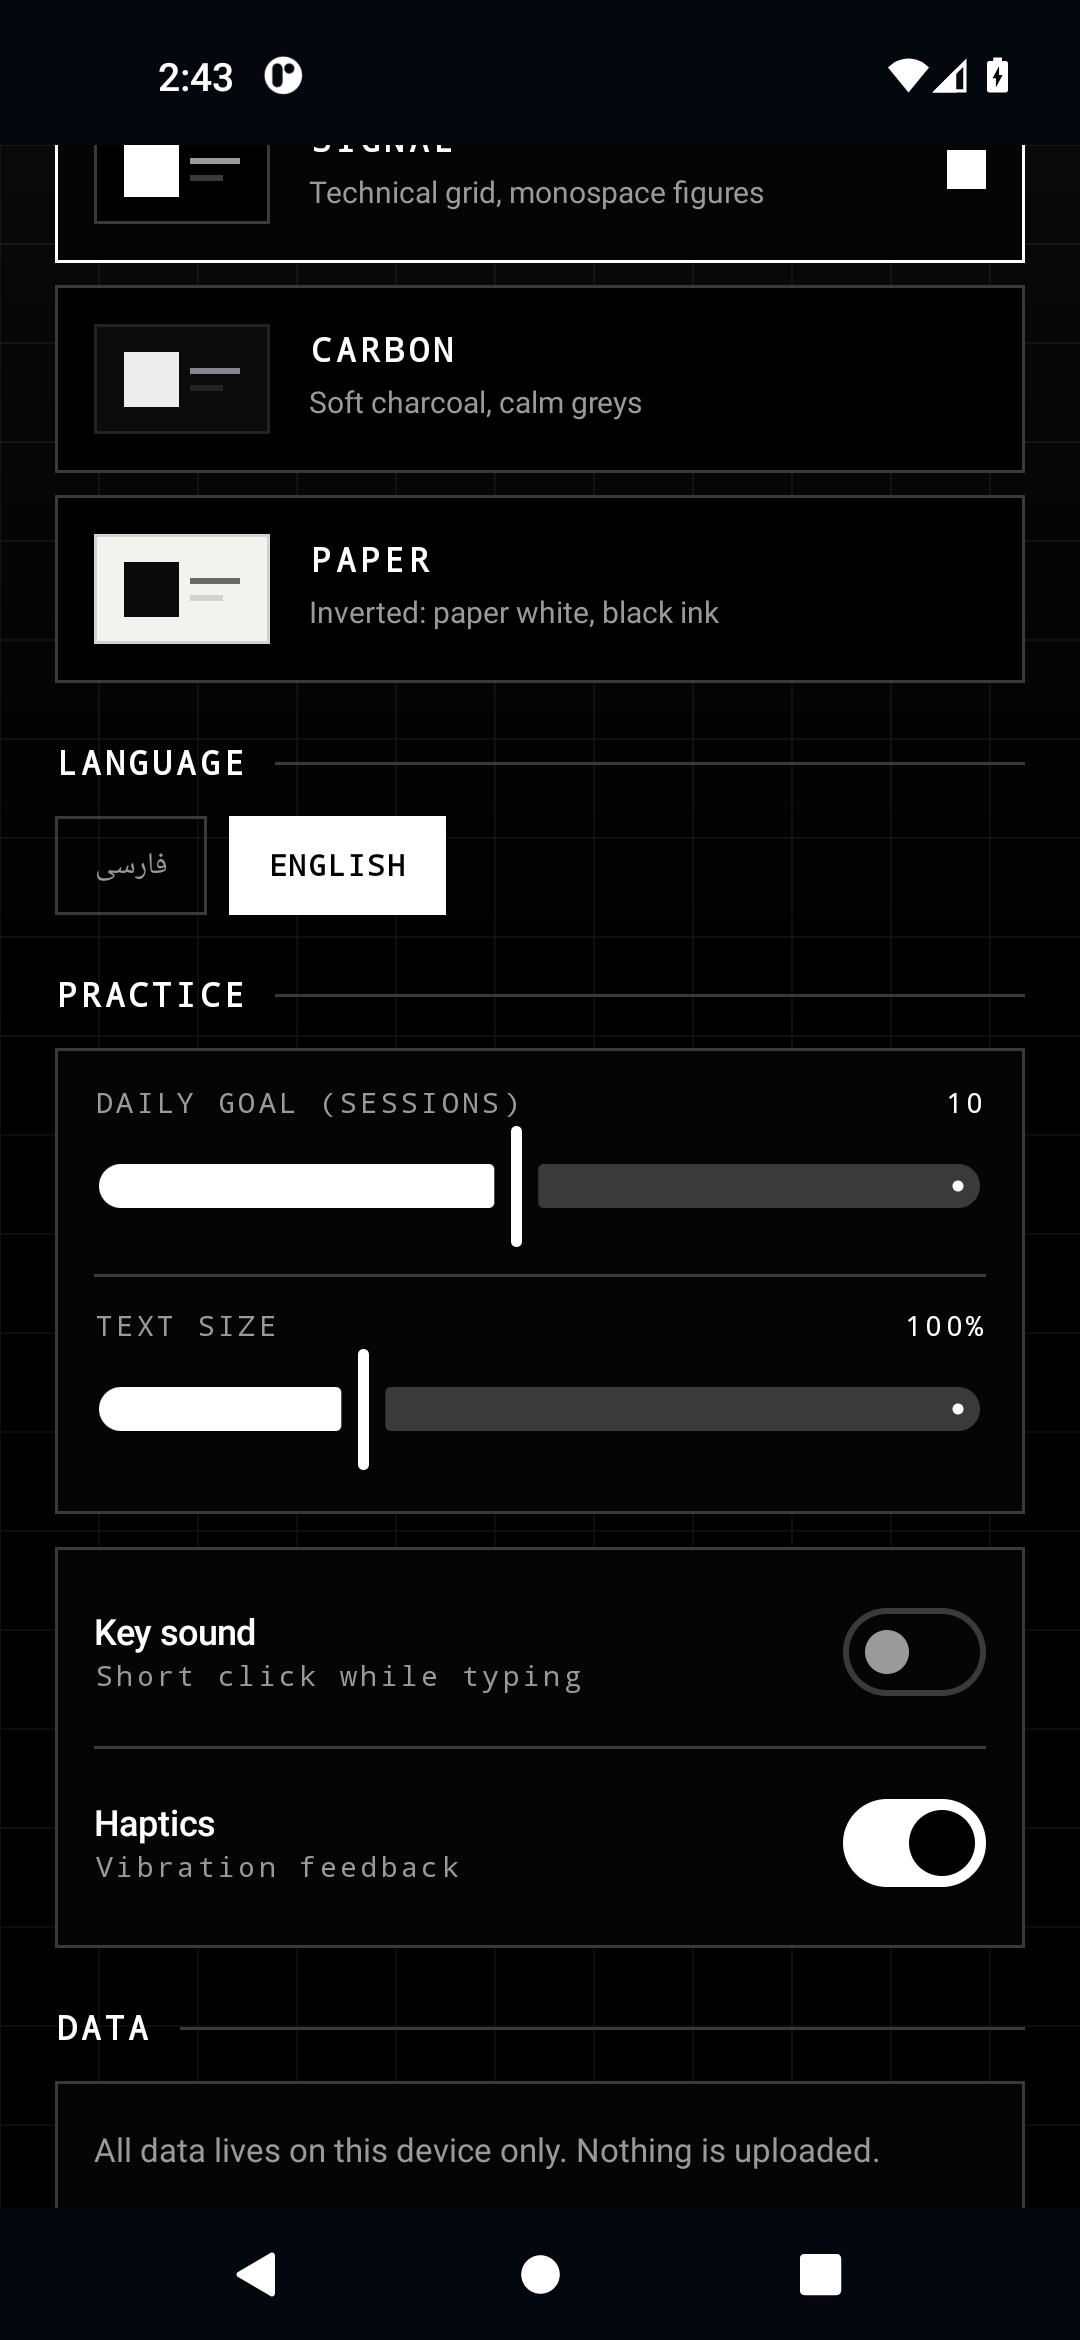 2:43
SIGNAL
Technical grid, monospace figures
CARBON
Soft charcoal, calm greys
PAPER
Inverted: paper white, black ink
LANGUAGE
فارسی
ENGLISH
PRACTICE
DAILY GOAL (SESSIONS)
10
TEXT SIZE
100%
Key sound
Short click while typing
Haptics
Vibration feedback
DATA
All data lives on this device only. Nothing is uploaded.